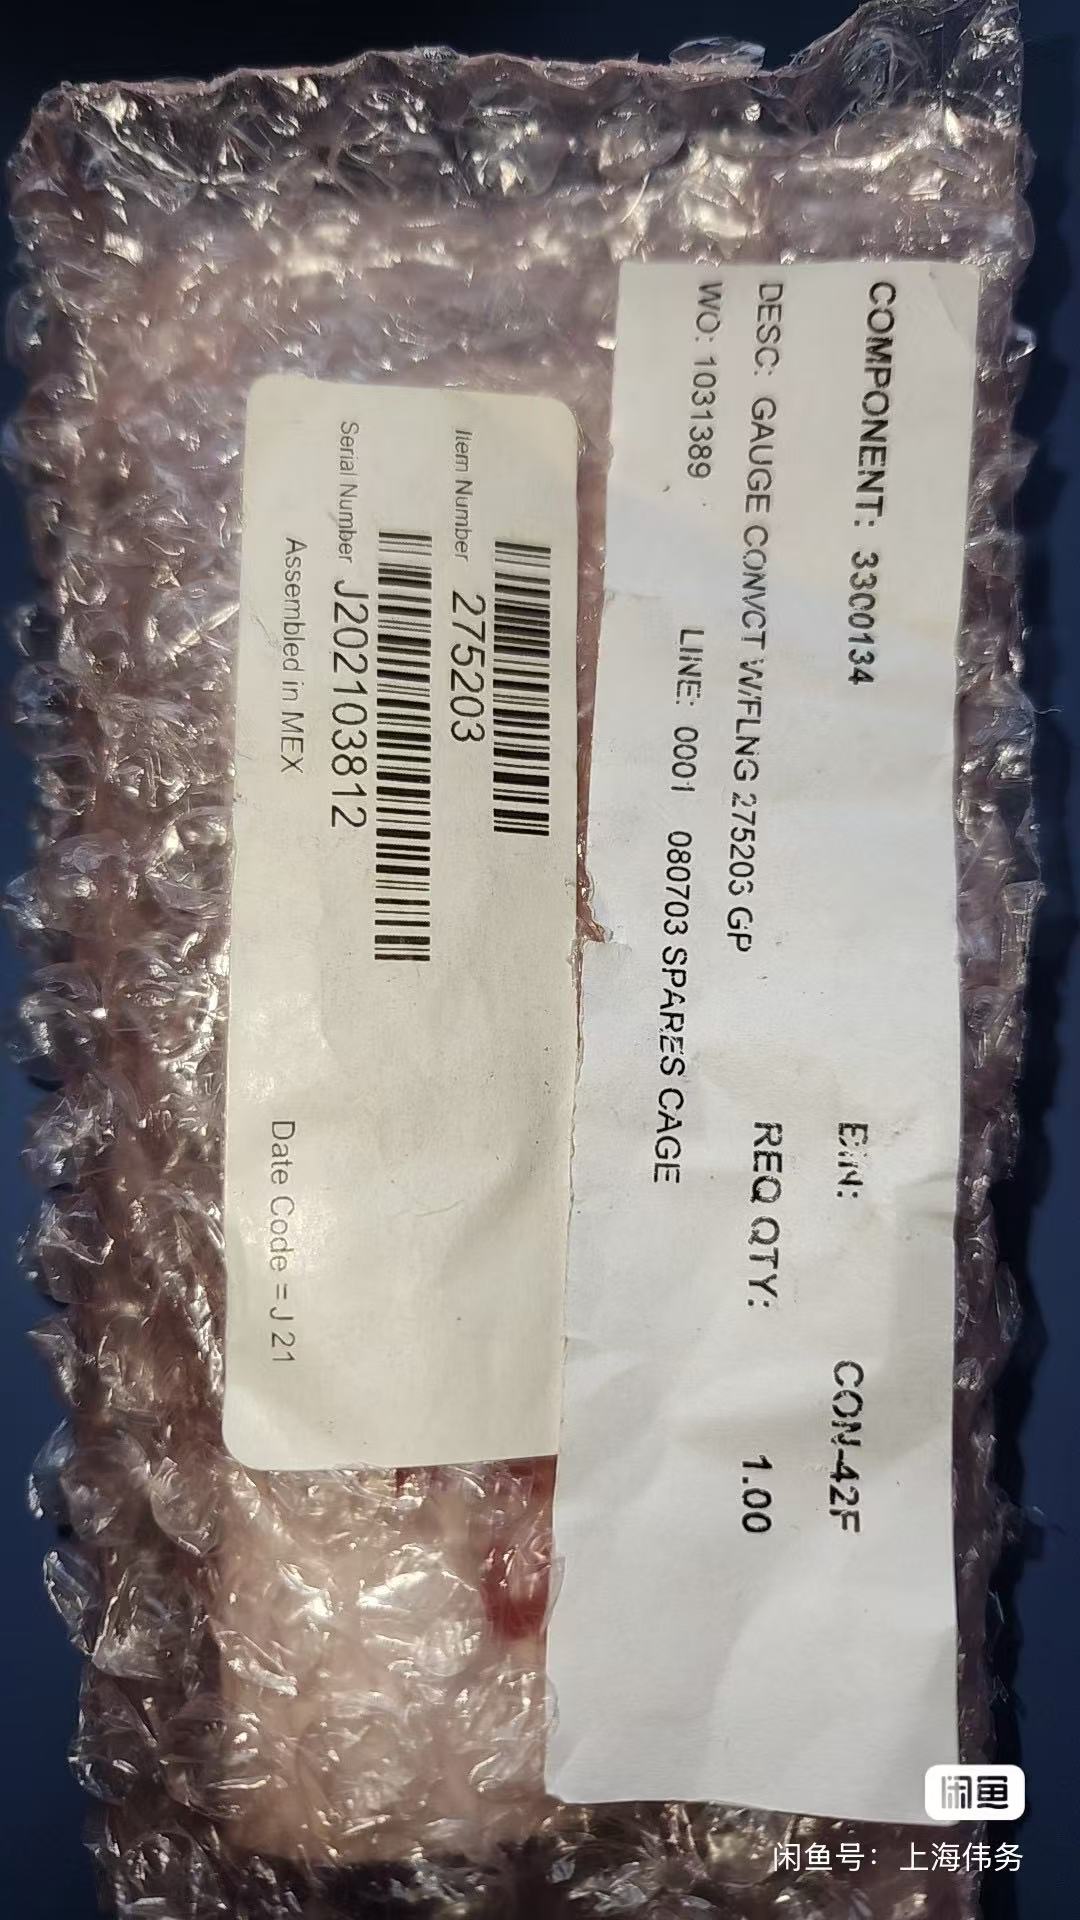 COMPONENT: 3300134
CON-42F
DESC: GAUGE CONVCT W/FLNG 275203 GP
REQ QTY: 1.00
WO: 1031389
LINE: 0001 080703 SPARES CAGE
Item Number 275203
Serial Number J202103812
Assembled in MEX
Date Code = J 21
闲鱼
闲鱼号：上海伟务